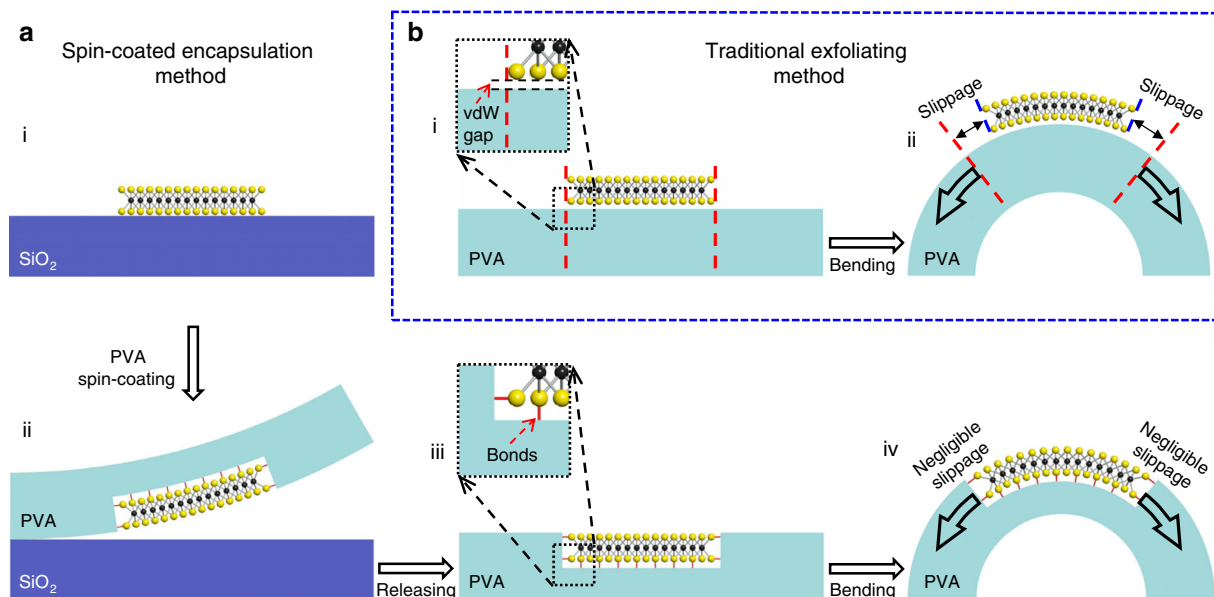 a
Spin-coated encapsulation
method
i
SiO₂
PVA
spin-coating
ii
PVA
SiO₂
Releasing
b
Traditional exfoliating
method
i
vdW
gap
PVA
Bending
ii
Slippage
Slippage
PVA
iii
Bonds
PVA
Bending
iv
Negligible
slippage
Negligible
slippage
PVA